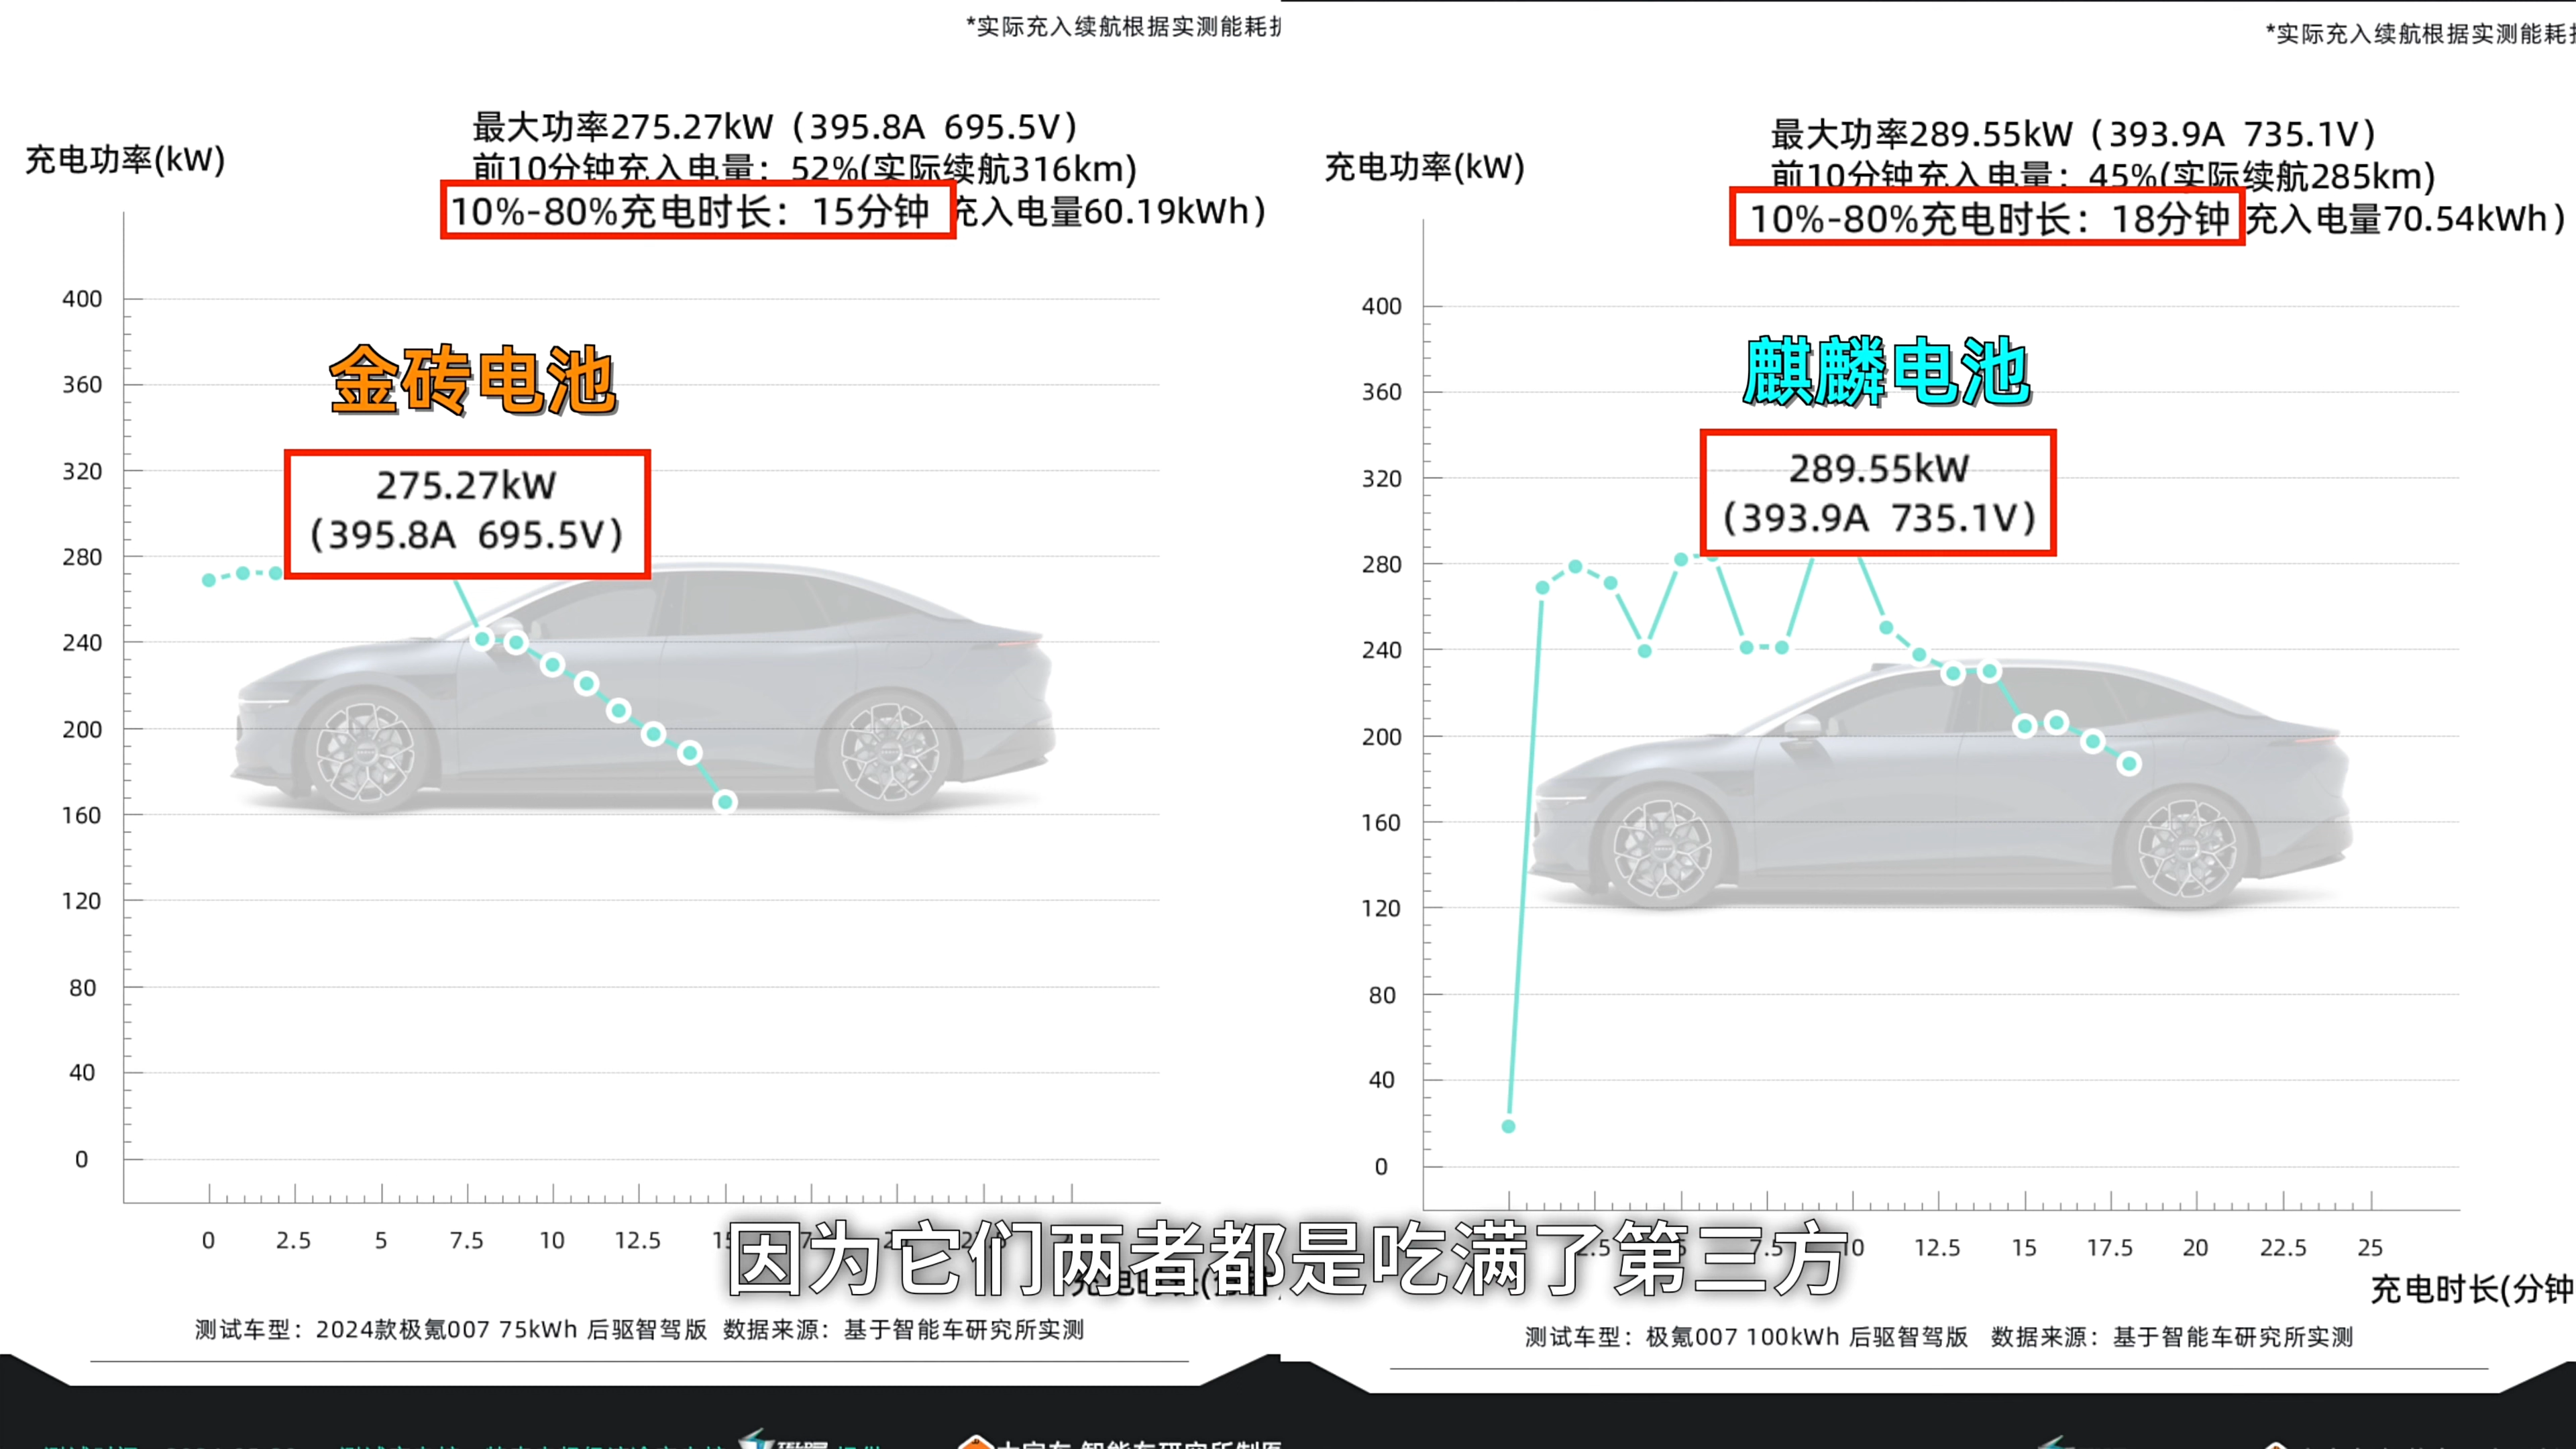 *实际充入续航根据实测能耗
充电功率(kW)
最大功率275.27kW（395.8A 695.5V）
前10分钟充入电量：52%(实际续航316km)
10%-80%充电时长：15分钟
充入电量60.19kWh）
400
360
320
280
240
200
160
120
80
40
0
金砖电池
275.27kW
（395.8A 695.5V）
0 2.5 5 7.5 10 12.5
测试车型：2024款极氪007 75kWh 后驱智驾版 数据来源：基于智能车研究所实测
*实际充入续航根据实测能耗
充电功率(kW)
最大功率289.55kW（393.9A 735.1V）
前10分钟充入电量：45%(实际续航285km)
10%-80%充电时长：18分钟
充入电量70.54kWh）
400
360
320
280
240
200
160
120
80
40
0
麒麟电池
289.55kW
（393.9A 735.1V）
7.5 10 12.5 15 17.5 20 22.5 25
充电时长(分钟
测试车型：极氪007 100kWh 后驱智驾版 数据来源：基于智能车研究所实测
因为它们两者都是吃满了第三方